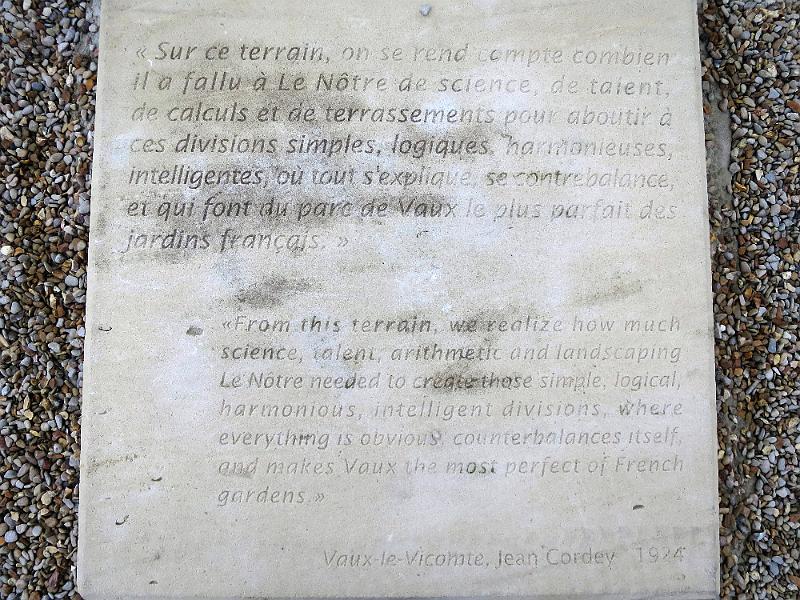 « Sur ce terrain, on se rend compte combien
il a fallu à Le Nôtre de science, de talent,
de calculs et de terrassements pour aboutir à
ces divisions simples, logiques, harmonieuses,
intelligentes, où tout s'explique, se contrebalance,
et qui font du parc de Vaux le plus parfait des
jardins français. »
«From this terrain, we realize how much
science, talent, arithmetic and landscaping
Le Nôtre needed to create those simple, logical,
harmonious, intelligent divisions, where
everything is obvious, counterbalances itself,
and makes Vaux the most perfect of French
gardens.»
Vaux-le-Vicomte, Jean Cordey 1924